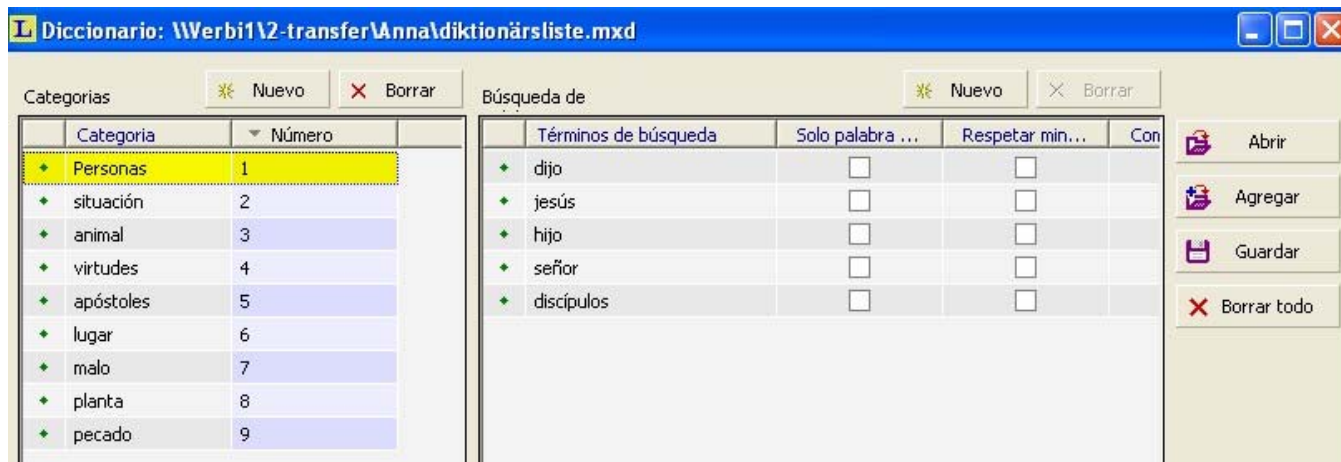 L Diccionario: \\Verbi1\2-transfer\Anna\diktionärsliste.mxd
Categorias Nuevo Borrar
Categoria Número
Personas 1
situación 2
animal 3
virtudes 4
apóstoles 5
lugar 6
malo 7
planta 8
pecado 9
Búsqueda de Nuevo Borrar
Términos de búsqueda Solo palabra ... Respetar min... Con
dijo
jesús
hijo
señor
discípulos
Abrir
Agregar
Guardar
Borrar todo